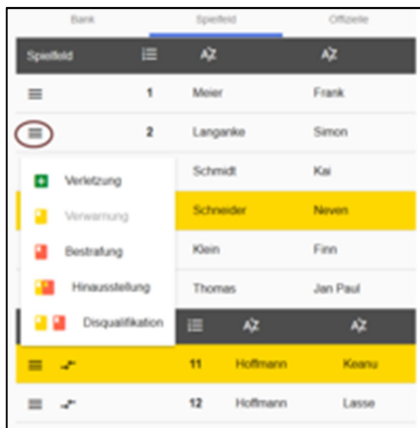 Bank Spielfeld Offizielle
Spielfeld AZ AZ
1 Meier Frank
2 Langanke Simon
Schmidt Kai
Schneider Neven
Klein Finn
Thomas Jan Paul
Verletzung
Verwarnung
Bestrafung
Hinausstellung
Disqualifikation
AZ AZ
11 Hoffmann Keanu
12 Hoffmann Lasse